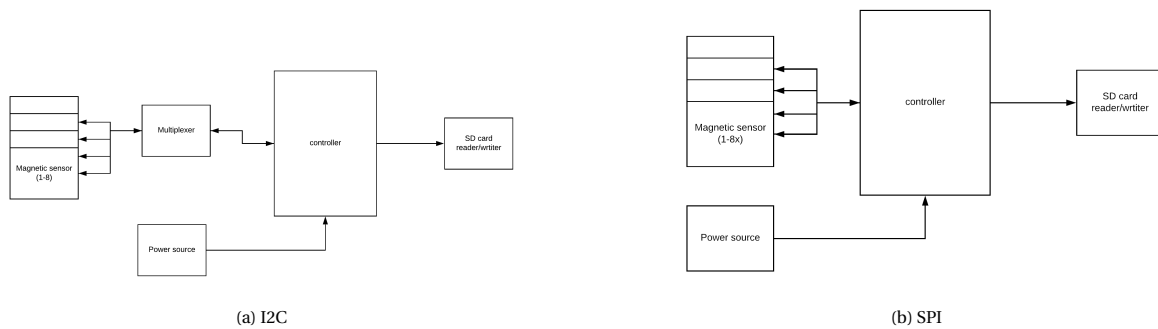 Multiplexer
controller
SD card
reader/wrtiter
Magnetic sensor
(1-8)
Power source
(a) I2C
controller
SD card
reader/wrtiter
Magnetic sensor
(1-8x)
Power source
(b) SPI